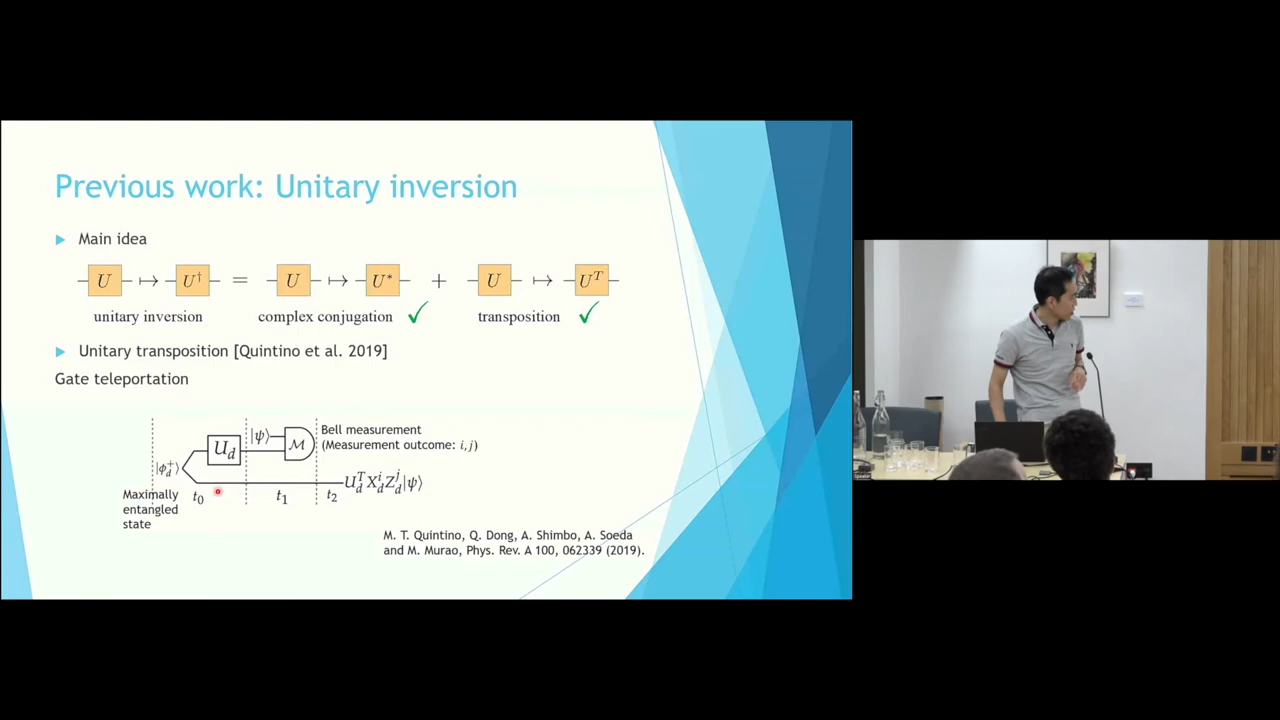 Previous work: Unitary inversion
Main idea
U ↦ U† = U ↦ U* + U ↦ U^T
unitary inversion complex conjugation ✓ transposition ✓
Unitary transposition [Quintino et al. 2019]
Gate teleportation
Bell measurement
(Measurement outcome: i,j)
U_d |ψ⟩ M
|ϕ_d^+⟩
U_d^T X_d^i Z_d^j |ψ⟩
Maximally
entangled
state
t_0 t_1 t_2
M. T. Quintino, Q. Dong, A. Shimbo, A. Soeda
and M. Murao, Phys. Rev. A 100, 062339 (2019).